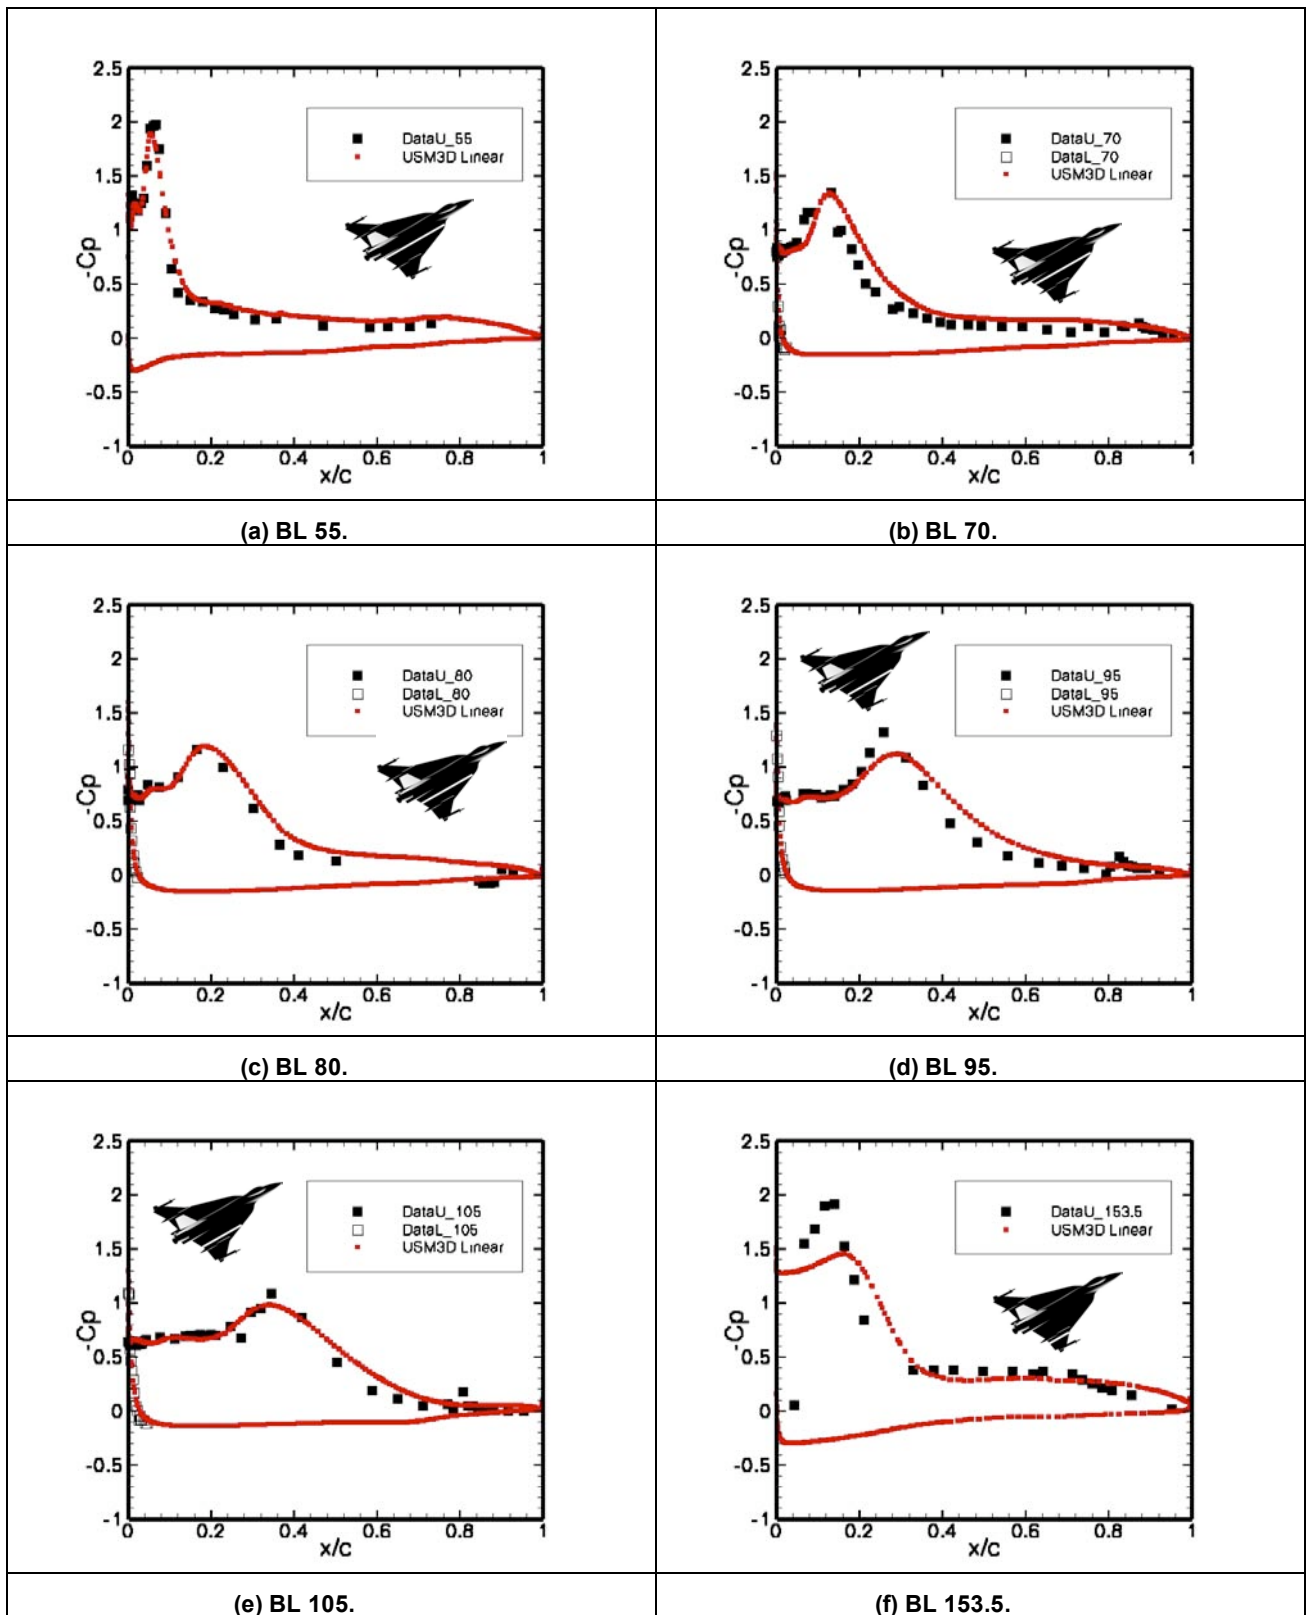 2.5
2
1.5
1
0.5
0
-0.5
-1
-Cp
DataU_55
USM3D Linear
0 0.2 0.4 0.6 0.8 1
x/c
(a) BL 55.
2.5
2
1.5
1
0.5
0
-0.5
-1
-Cp
DataU_70
DataL_70
USM3D Linear
0 0.2 0.4 0.6 0.8 1
x/c
(b) BL 70.
2.5
2
1.5
1
0.5
0
-0.5
-1
-Cp
DataU_80
DataL_80
USM3D Linear
0 0.2 0.4 0.6 0.8 1
x/c
(c) BL 80.
2.5
2
1.5
1
0.5
0
-0.5
-1
-Cp
DataU_95
DataL_95
USM3D Linear
0 0.2 0.4 0.6 0.8 1
x/c
(d) BL 95.
2.5
2
1.5
1
0.5
0
-0.5
-1
-Cp
DataU_105
DataL_105
USM3D Linear
0 0.2 0.4 0.6 0.8 1
x/c
(e) BL 105.
2.5
2
1.5
1
0.5
0
-0.5
-1
-Cp
DataU_153.5
USM3D Linear
0 0.2 0.4 0.6 0.8 1
x/c
(f) BL 153.5.